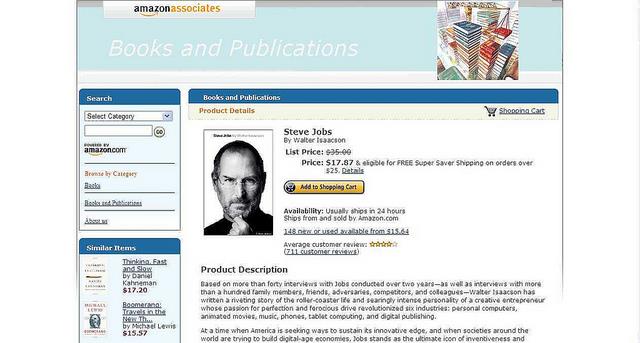 amazonassociates
Books and Publications
Search
Select Category
GO
POWERED BY
amazon.com
Browse by Category
Books
Books and Publications
About us
Similar Items
Thinking, Fast
and Slow
by Daniel
Kahneman
$17.20
Boomerang:
Travels in the
New Th...
by Michael Lewis
$15.57
Books and Publications
Product Details
Shopping Cart
Steve Jobs
By Walter Isaacson
List Price: $35.00
Price: $17.87 & eligible for FREE Super Saver Shipping on orders over
$25. Details
Add to Shopping Cart
Availability: Usually ships in 24 hours
Ships from and sold by Amazon.com
148 new or used available from $15.64
Average customer review:
(711 customer reviews)
Product Description
Based on more than forty interviews with Jobs conducted over two years—as well as interviews with more
than a hundred family members, friends, adversaries, competitors, and colleagues—Walter Isaacson has
written a riveting story of the roller-coaster life and searingly intense personality of a creative entrepreneur
whose passion for perfection and ferocious drive revolutionized six industries: personal computers,
animated movies, music, phones, tablet computing, and digital publishing.
At a time when America is seeking ways to sustain its innovative edge, and when societies around the
world are trying to build digital-age economies, Jobs stands as the ultimate icon of inventiveness and